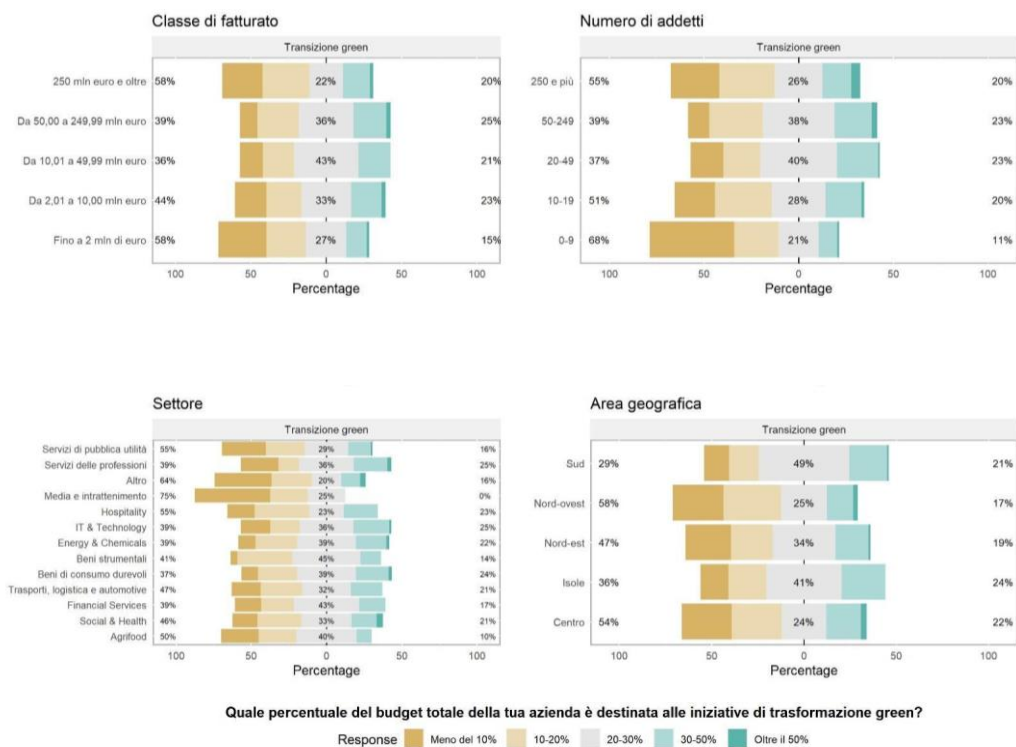 Classe di fatturato
Transizione green
250 mln euro e oltre 58% 22% 20%
Da 50,00 a 249,99 mln euro 39% 36% 25%
Da 10,01 a 49,99 mln euro 36% 43% 21%
Da 2,01 a 10,00 mln euro 44% 33% 23%
Fino a 2 mln di euro 58% 27% 15%
100 50 0 50 100
Percentage
Numero di addetti
Transizione green
250 e più 55% 26% 20%
50-249 39% 38% 23%
20-49 37% 40% 23%
10-19 51% 28% 20%
0-9 68% 21% 11%
100 50 0 50 100
Percentage
Settore
Transizione green
Servizi di pubblica utilità 55% 29% 16%
Servizi delle professioni 39% 36% 25%
Altro 64% 20% 16%
Media e intrattenimento 75% 25% 0%
Hospitality 55% 23% 23%
IT & Technology 39% 36% 25%
Energy & Chemicals 39% 39% 22%
Beni strumentali 41% 45% 14%
Beni di consumo durevoli 37% 39% 24%
Trasporti, logistica e automotive 47% 32% 21%
Financial Services 39% 43% 17%
Social & Health 46% 33% 21%
Agrifood 50% 40% 10%
100 50 0 50 100
Percentage
Area geografica
Transizione green
Sud 29% 49% 21%
Nord-ovest 58% 25% 17%
Nord-est 47% 34% 19%
Isole 36% 41% 24%
Centro 54% 24% 22%
100 50 0 50 100
Percentage
Quale percentuale del budget totale della tua azienda è destinata alle iniziative di trasformazione green?
Response Meno del 10% 10-20% 20-30% 30-50% Oltre il 50%